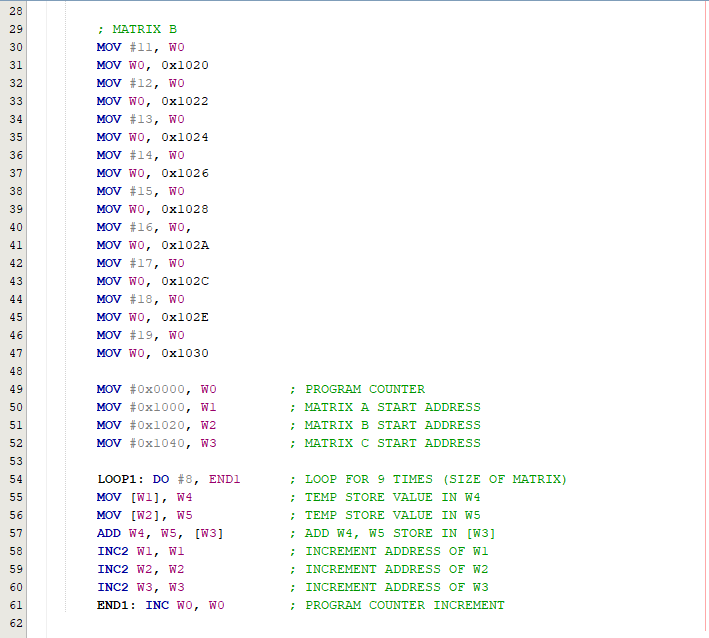 28
29 ; MATRIX B
30 MOV #11, W0
31 MOV W0, 0x1020
32 MOV #12, W0
33 MOV W0, 0x1022
34 MOV #13, W0
35 MOV W0, 0x1024
36 MOV #14, W0
37 MOV W0, 0x1026
38 MOV #15, W0
39 MOV W0, 0x1028
40 MOV #16, W0,
41 MOV W0, 0x102A
42 MOV #17, W0
43 MOV W0, 0x102C
44 MOV #18, W0
45 MOV W0, 0x102E
46 MOV #19, W0
47 MOV W0, 0x1030
48
49 MOV #0x0000, W0 ; PROGRAM COUNTER
50 MOV #0x1000, W1 ; MATRIX A START ADDRESS
51 MOV #0x1020, W2 ; MATRIX B START ADDRESS
52 MOV #0x1040, W3 ; MATRIX C START ADDRESS
53
54 LOOP1: DO #8, END1 ; LOOP FOR 9 TIMES (SIZE OF MATRIX)
55 MOV [W1], W4 ; TEMP STORE VALUE IN W4
56 MOV [W2], W5 ; TEMP STORE VALUE IN W5
57 ADD W4, W5, [W3] ; ADD W4, W5 STORE IN [W3]
58 INC2 W1, W1 ; INCREMENT ADDRESS OF W1
59 INC2 W2, W2 ; INCREMENT ADDRESS OF W2
60 INC2 W3, W3 ; INCREMENT ADDRESS OF W3
61 END1: INC W0, W0 ; PROGRAM COUNTER INCREMENT
62